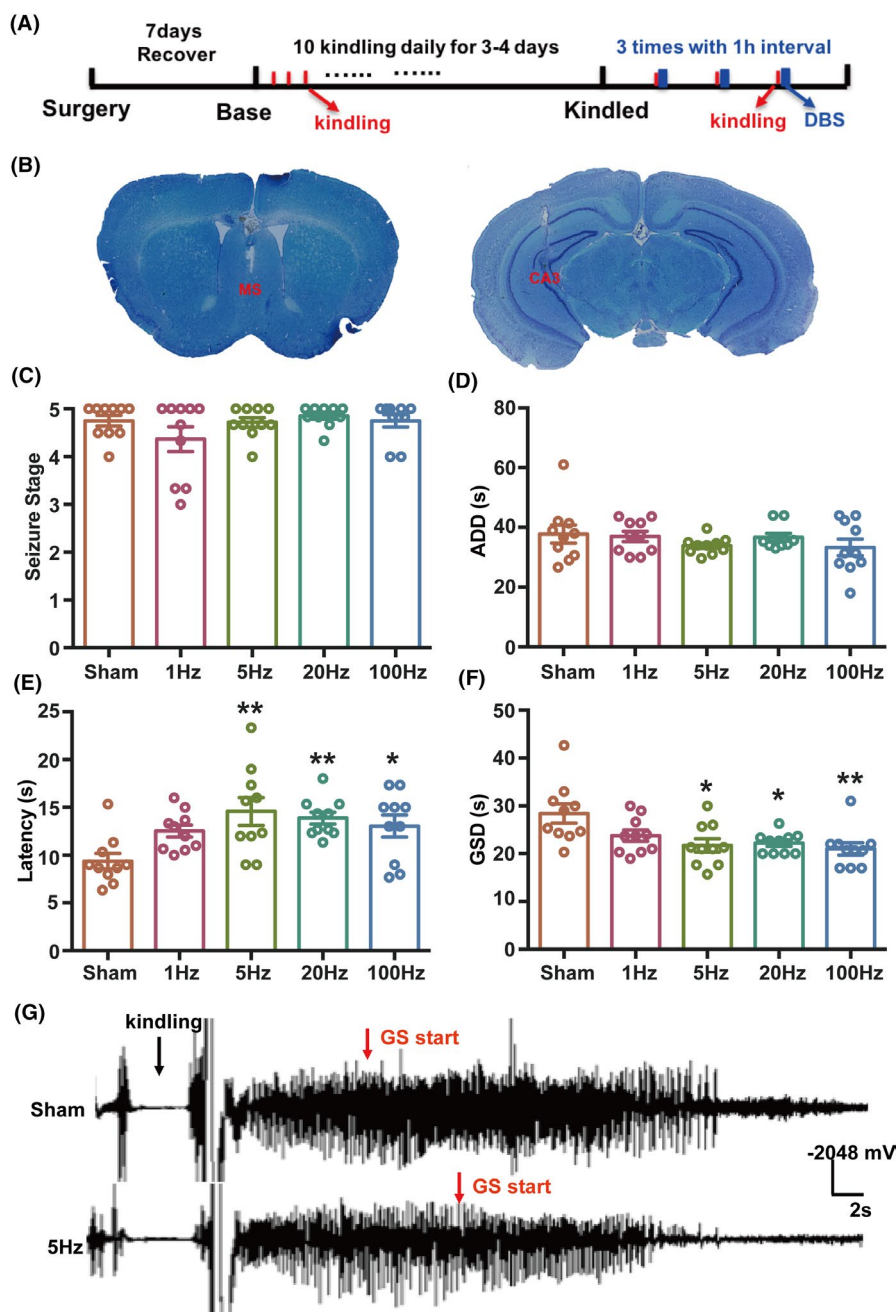 (A)
7days
Recover
10 kindling daily for 3-4 days
3 times with 1h interval
Surgery
Base
kindling
Kindled
kindling
DBS
(B)
MS
CA3
(C)
5
4
3
2
1
0
Seizure Stage
Sham 1Hz 5Hz 20Hz 100Hz
(D)
80
60
40
20
0
ADD (s)
Sham 1Hz 5Hz 20Hz 100Hz
(E)
25
20
15
10
5
0
Latency (s)
** ** *
Sham 1Hz 5Hz 20Hz 100Hz
(F)
50
40
30
20
10
0
GSD (s)
* * **
Sham 1Hz 5Hz 20Hz 100Hz
(G)
kindling
GS start
Sham
-2048 mV
2s
GS start
5Hz